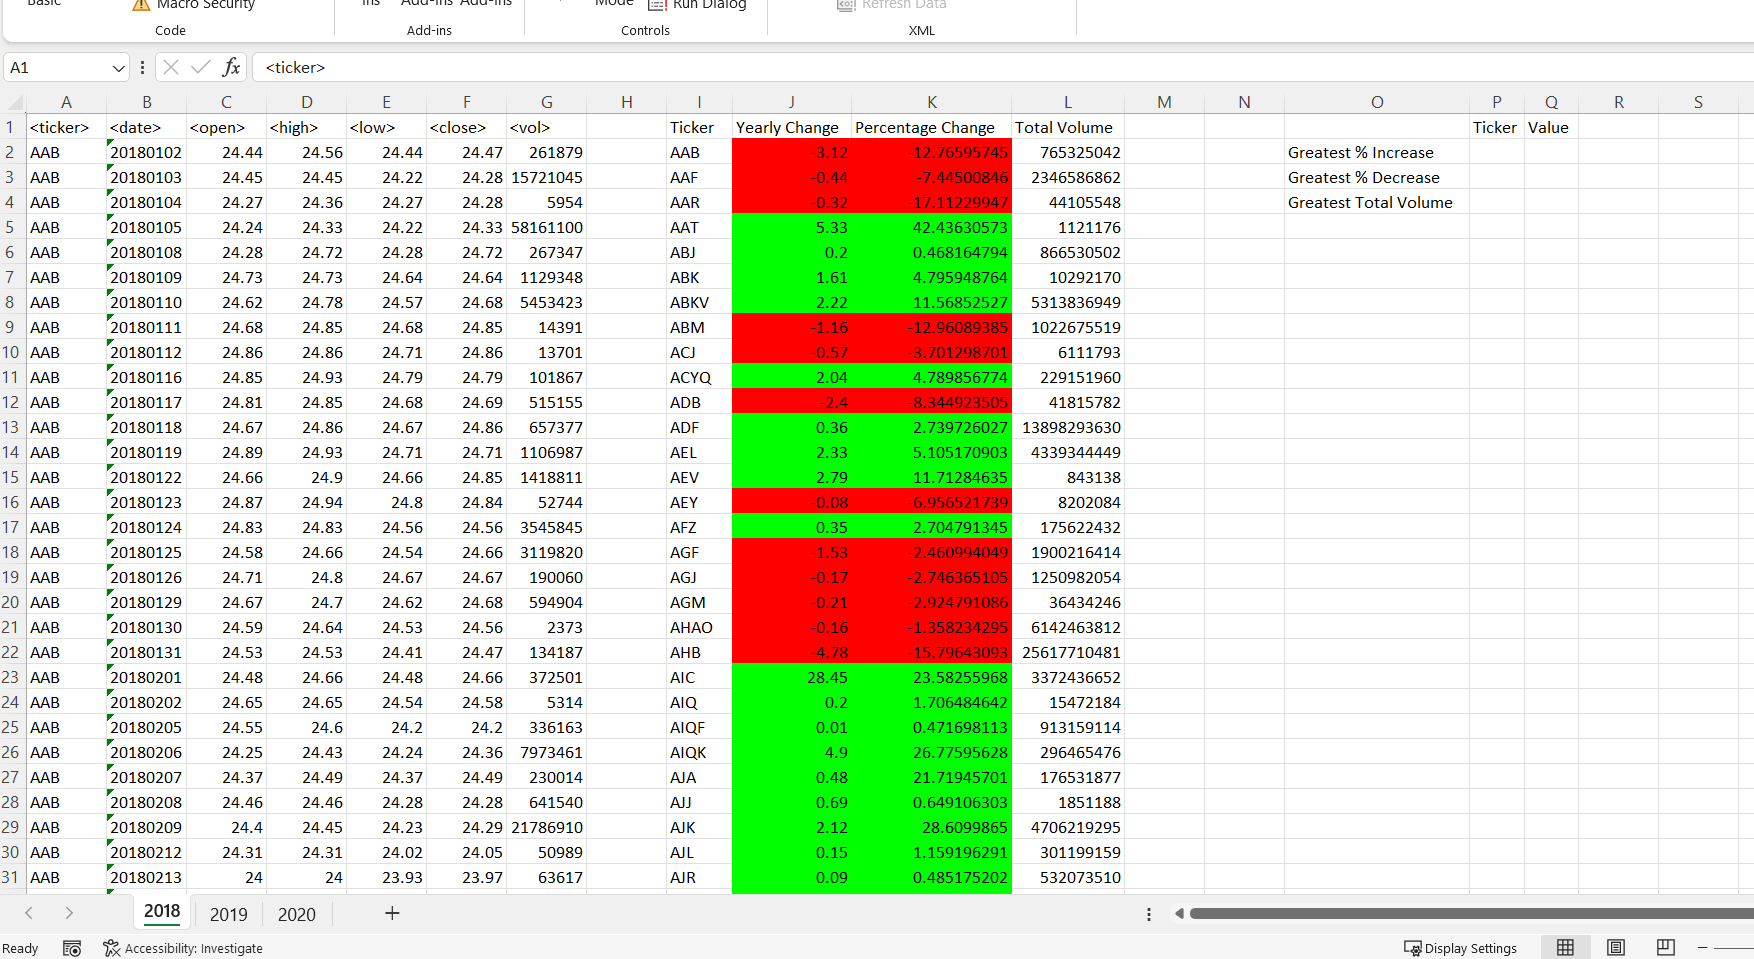 Basic Macro Security ins Add-ins Add-ins Mode Run Dialog Refresh Data
Code Add-ins Controls XML
A1 fx <ticker>
A B C D E F G H I J K L M N O P Q R S
1 <ticker> <date> <open> <high> <low> <close> <vol> Ticker Yearly Change Percentage Change Total Volume Ticker Value
2 AAB 20180102 24.44 24.56 24.44 24.47 261879 AAB -3.12 -12.76595745 765325042 Greatest % Increase
3 AAB 20180103 24.45 24.45 24.22 24.28 15721045 AAF -0.44 -7.44500846 2346586862 Greatest % Decrease
4 AAB 20180104 24.27 24.36 24.27 24.28 5954 AAR -0.32 -17.11229947 44105548 Greatest Total Volume
5 AAB 20180105 24.24 24.33 24.22 24.33 58161100 AAT 5.33 42.43630573 1121176
6 AAB 20180108 24.28 24.72 24.28 24.72 267347 ABJ 0.2 0.468164794 866530502
7 AAB 20180109 24.73 24.73 24.64 24.64 1129348 ABK 1.61 4.795948764 10292170
8 AAB 20180110 24.62 24.78 24.57 24.68 5453423 ABKV 2.22 11.56852527 5313836949
9 AAB 20180111 24.68 24.85 24.68 24.85 14391 ABM -1.16 -12.96089385 1022675519
10 AAB 20180112 24.86 24.86 24.71 24.86 13701 ACJ -0.57 -3.701298701 6111793
11 AAB 20180116 24.85 24.93 24.79 24.79 101867 ACYQ 2.04 4.789856774 229151960
12 AAB 20180117 24.81 24.85 24.68 24.69 515155 ADB -2.4 -8.344923505 41815782
13 AAB 20180118 24.67 24.86 24.67 24.86 657377 ADF 0.36 2.739726027 13898293630
14 AAB 20180119 24.89 24.93 24.71 24.71 1106987 AEL 2.33 5.105170903 4339344449
15 AAB 20180122 24.66 24.9 24.66 24.85 1418811 AEV 2.79 11.71284635 843138
16 AAB 20180123 24.87 24.94 24.8 24.84 52744 AEY -0.08 -6.956521739 8202084
17 AAB 20180124 24.83 24.83 24.56 24.56 3545845 AFZ 0.35 2.704791345 175622432
18 AAB 20180125 24.58 24.66 24.54 24.66 3119820 AGF -1.53 -2.460994049 1900216414
19 AAB 20180126 24.71 24.8 24.67 24.67 190060 AGJ -0.17 -2.746365105 1250982054
20 AAB 20180129 24.67 24.7 24.62 24.68 594904 AGM -0.21 -2.924791086 36434246
21 AAB 20180130 24.59 24.64 24.53 24.56 2373 AHAO -0.16 -1.358234295 6142463812
22 AAB 20180131 24.53 24.53 24.41 24.47 134187 AHB -4.78 -15.79643093 25617710481
23 AAB 20180201 24.48 24.66 24.48 24.66 372501 AIC 28.45 23.58255968 3372436652
24 AAB 20180202 24.65 24.65 24.54 24.58 5314 AIQ 0.2 1.706484642 15472184
25 AAB 20180205 24.55 24.6 24.2 24.2 336163 AIQF 0.01 0.471698113 913159114
26 AAB 20180206 24.25 24.43 24.24 24.36 7973461 AIQK 4.9 26.77595628 296465476
27 AAB 20180207 24.37 24.49 24.37 24.49 230014 AJA 0.48 21.71945701 176531877
28 AAB 20180208 24.46 24.46 24.28 24.28 641540 AJJ 0.69 0.649106303 1851188
29 AAB 20180209 24.4 24.45 24.23 24.29 21786910 AJK 2.12 28.6099865 4706219295
30 AAB 20180212 24.31 24.31 24.02 24.05 50989 AJL 0.15 1.159196291 301199159
31 AAB 20180213 24 24 23.93 23.97 63617 AJR 0.09 0.485175202 532073510
2018 2019 2020
Ready Accessibility: Investigate Display Settings